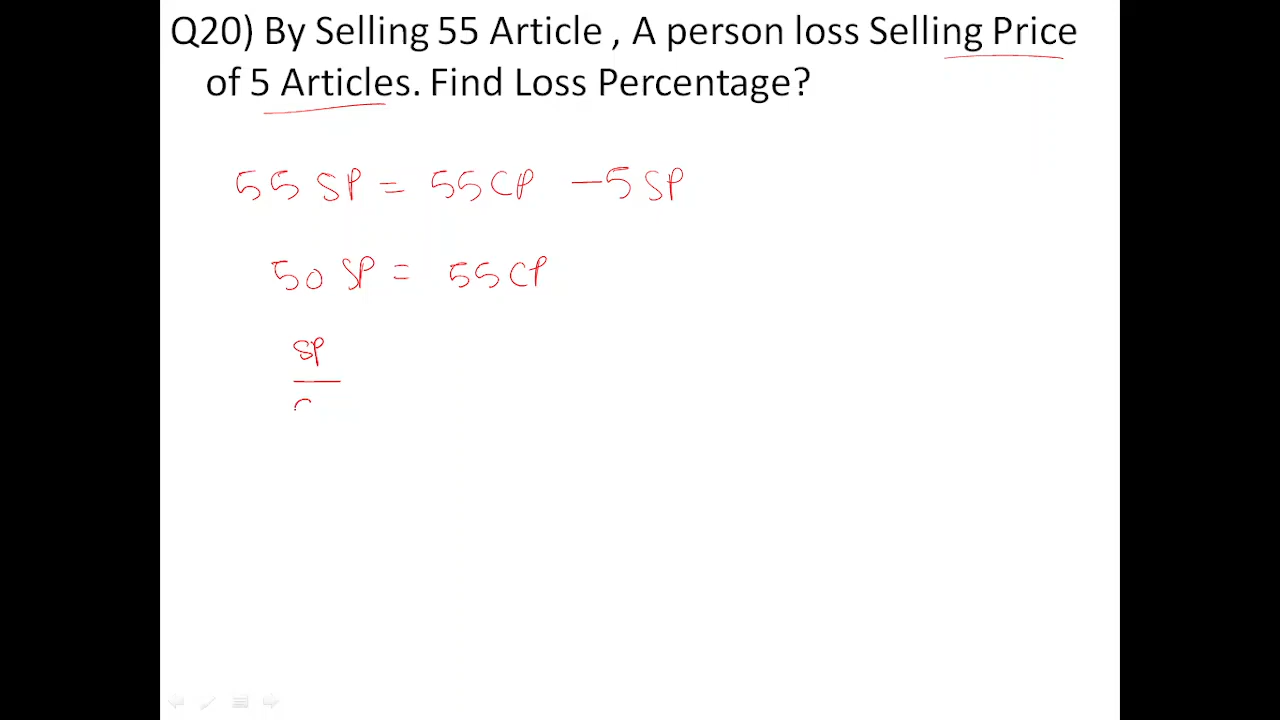 Q20) By Selling 55 Article , A person loss Selling Price
of 5 Articles. Find Loss Percentage?
55 SP = 55 CP - 5 SP
50 SP = 55 CP
SP